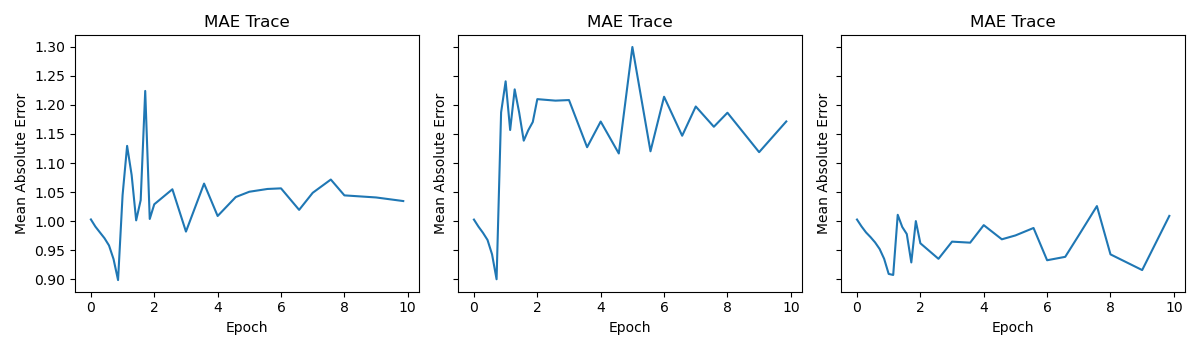 MAE Trace
MAE Trace
MAE Trace
Mean Absolute Error
1.30
1.25
1.20
1.15
1.10
1.05
1.00
0.95
0.90
0 2 4 6 8 10
Epoch
Mean Absolute Error
0 2 4 6 8 10
Epoch
Mean Absolute Error
0 2 4 6 8 10
Epoch